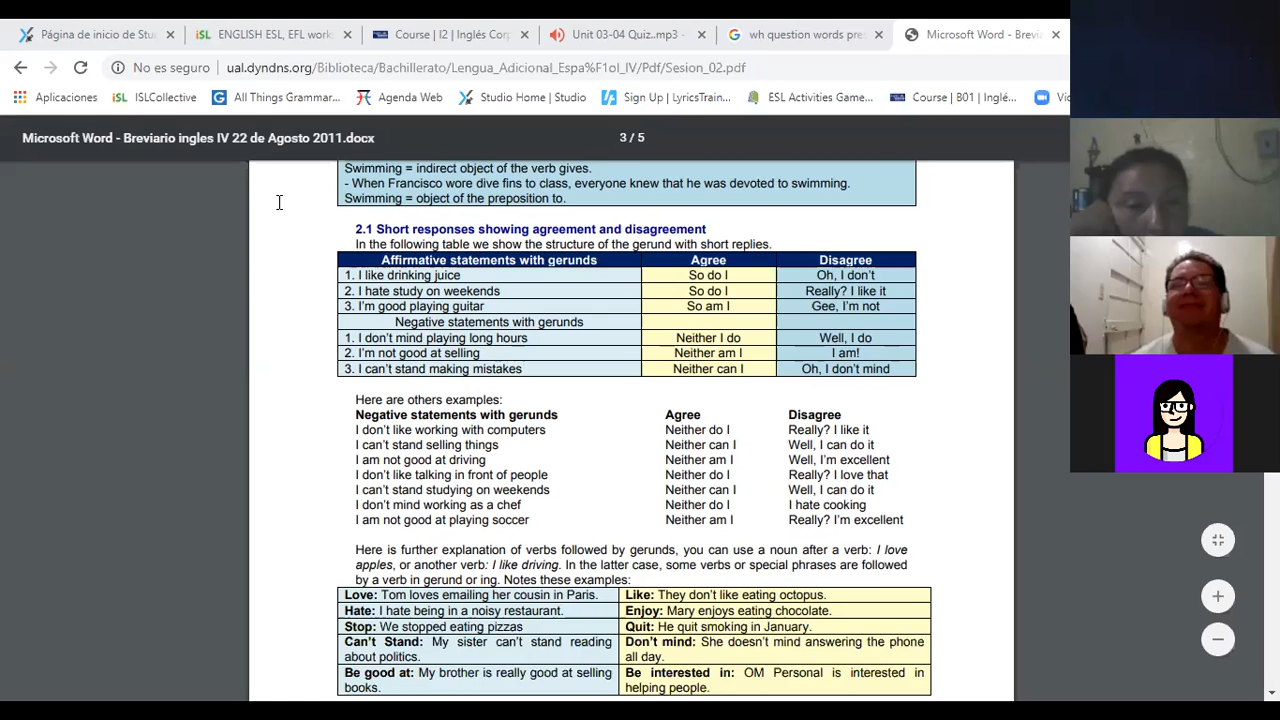 Página de inicio de Stu
ENGLISH ESL, EFL work
Course | I2 | Inglés Corp
Unit 03-04 Quiz..mp3 -
wh question words pre
Microsoft Word - Brevia
No es seguro
ual.dyndns.org/Biblioteca/Bachillerato/Lengua_Adicional_Espa%F1ol_IV/Pdf/Sesion_02.pdf
Aplicaciones
ISLCollective
All Things Grammar...
Agenda Web
Studio Home | Studio
Sign Up | LyricsTrain...
ESL Activities Game...
Course | B01 | Inglé...
Microsoft Word - Breviario ingles IV 22 de Agosto 2011.docx
3 / 5
Swimming = indirect object of the verb gives.
- When Francisco wore dive fins to class, everyone knew that he was devoted to swimming.
Swimming = object of the preposition to.
2.1 Short responses showing agreement and disagreement
In the following table we show the structure of the gerund with short replies.
Affirmative statements with gerunds Agree Disagree
1. I like drinking juice So do I Oh, I don't
2. I hate study on weekends So do I Really? I like it
3. I'm good playing guitar So am I Gee, I'm not
Negative statements with gerunds
1. I don't mind playing long hours Neither I do Well, I do
2. I'm not good at selling Neither am I I am!
3. I can't stand making mistakes Neither can I Oh, I don't mind
Here are others examples:
Negative statements with gerunds Agree Disagree
I don't like working with computers Neither do I Really? I like it
I can't stand selling things Neither can I Well, I can do it
I am not good at driving Neither am I Well, I'm excellent
I don't like talking in front of people Neither do I Really? I love that
I can't stand studying on weekends Neither can I Well, I can do it
I don't mind working as a chef Neither do I I hate cooking
I am not good at playing soccer Neither am I Really? I'm excellent
Here is further explanation of verbs followed by gerunds, you can use a noun after a verb: I love
apples, or another verb: I like driving. In the latter case, some verbs or special phrases are followed
by a verb in gerund or ing. Notes these examples:
Love: Tom loves emailing her cousin in Paris.
Like: They don't like eating octopus.
Hate: I hate being in a noisy restaurant.
Enjoy: Mary enjoys eating chocolate.
Stop: We stopped eating pizzas
Quit: He quit smoking in January.
Can't Stand: My sister can't stand reading
about politics.
Don't mind: She doesn't mind answering the phone
all day.
Be good at: My brother is really good at selling
books.
Be interested in: OM Personal is interested in
helping people.